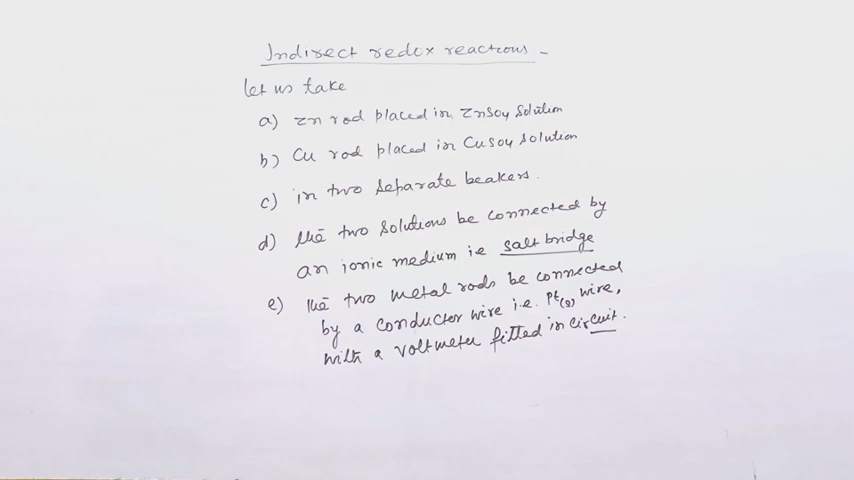 Indirect redox reactions -
let us take
a) Zn rod placed in ZnSO4 solution
b) Cu rod placed in CuSO4 solution
c) in two separate beakers.
d) the two solutions be connected by
an ionic medium i.e salt bridge
e) the two metal rods be connected
by a conductor wire i.e. Pt(s) wire,
with a voltmeter fitted in circuit.